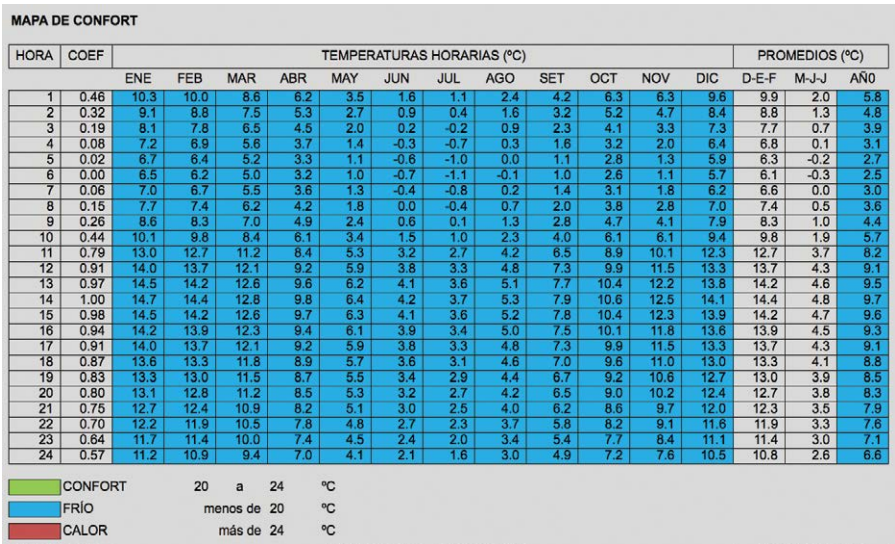 MAPA DE CONFORT
HORA COEF TEMPERATURAS HORARIAS (ºC) PROMEDIOS (ºC)
ENE FEB MAR ABR MAY JUN JUL AGO SET OCT NOV DIC D-E-F M-J-J AÑ0
1 0.46 10.3 10.0 8.6 6.2 3.5 1.6 1.1 2.4 4.2 6.3 6.3 9.6 9.9 2.0 5.8
2 0.32 9.1 8.8 7.5 5.3 2.7 0.9 0.4 1.6 3.2 5.2 4.7 8.4 8.8 1.3 4.8
3 0.19 8.1 7.8 6.5 4.5 2.0 0.2 -0.2 0.9 2.3 4.1 3.3 7.3 7.7 0.7 3.9
4 0.08 7.2 6.9 5.6 3.7 1.4 -0.3 -0.7 0.3 1.6 3.2 2.0 6.4 6.8 0.1 3.1
5 0.02 6.7 6.4 5.2 3.3 1.1 -0.6 -1.0 0.0 1.1 2.8 1.3 5.9 6.3 -0.2 2.7
6 0.00 6.5 6.2 5.0 3.2 1.0 -0.7 -1.1 -0.1 1.0 2.6 1.1 5.7 6.1 -0.3 2.5
7 0.06 7.0 6.7 5.5 3.6 1.3 -0.4 -0.8 0.2 1.4 3.1 1.8 6.2 6.6 0.0 3.0
8 0.15 7.7 7.4 6.2 4.2 1.8 0.0 -0.4 0.7 2.0 3.8 2.8 7.0 7.4 0.5 3.6
9 0.26 8.6 8.3 7.0 4.9 2.4 0.6 0.1 1.3 2.8 4.7 4.1 7.9 8.3 1.0 4.4
10 0.44 10.1 9.8 8.4 6.1 3.4 1.5 1.0 2.3 4.0 6.1 6.1 9.4 9.8 1.9 5.7
11 0.79 13.0 12.7 11.2 8.4 5.3 3.2 2.7 4.2 6.5 8.9 10.1 12.3 12.7 3.7 8.2
12 0.91 14.0 13.7 12.1 9.2 5.9 3.8 3.3 4.8 7.3 9.9 11.5 13.3 13.7 4.3 9.1
13 0.97 14.5 14.2 12.6 9.6 6.2 4.1 3.6 5.1 7.7 10.4 12.2 13.8 14.2 4.6 9.5
14 1.00 14.7 14.4 12.8 9.8 6.4 4.2 3.7 5.3 7.9 10.6 12.5 14.1 14.4 4.8 9.7
15 0.98 14.5 14.2 12.6 9.7 6.3 4.1 3.6 5.2 7.8 10.4 12.3 13.9 14.2 4.7 9.6
16 0.94 14.2 13.9 12.3 9.4 6.1 3.9 3.4 5.0 7.5 10.1 11.8 13.6 13.9 4.5 9.3
17 0.91 14.0 13.7 12.1 9.2 5.9 3.8 3.3 4.8 7.3 9.9 11.5 13.3 13.7 4.3 9.1
18 0.87 13.6 13.3 11.8 8.9 5.7 3.6 3.1 4.6 7.0 9.6 11.0 13.0 13.3 4.1 8.8
19 0.83 13.3 13.0 11.5 8.7 5.5 3.4 2.9 4.4 6.7 9.2 10.6 12.7 13.0 3.9 8.5
20 0.80 13.1 12.8 11.2 8.5 5.3 3.2 2.7 4.2 6.5 9.0 10.2 12.4 12.7 3.8 8.3
21 0.75 12.7 12.4 10.9 8.2 5.1 3.0 2.5 4.0 6.2 8.6 9.7 12.0 12.3 3.5 7.9
22 0.70 12.2 11.9 10.5 7.8 4.8 2.7 2.3 3.7 5.8 8.2 9.1 11.6 11.9 3.3 7.6
23 0.64 11.7 11.4 10.0 7.4 4.5 2.4 2.0 3.4 5.4 7.7 8.4 11.1 11.4 3.0 7.1
24 0.57 11.2 10.9 9.4 7.0 4.1 2.1 1.6 3.0 4.9 7.2 7.6 10.5 10.8 2.6 6.6
CONFORT 20 a 24 ºC
FRÍO menos de 20 ºC
CALOR más de 24 ºC